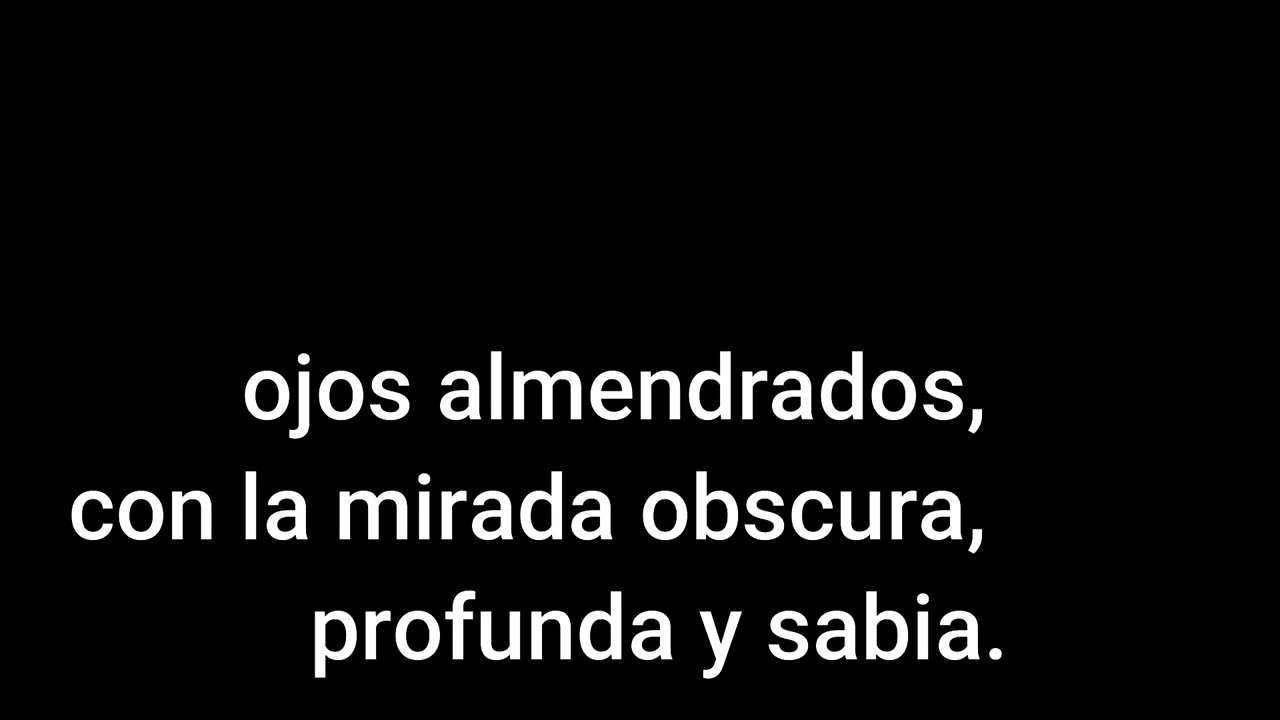 ojos almendrados,
con la mirada obscura,
profunda y sabia.